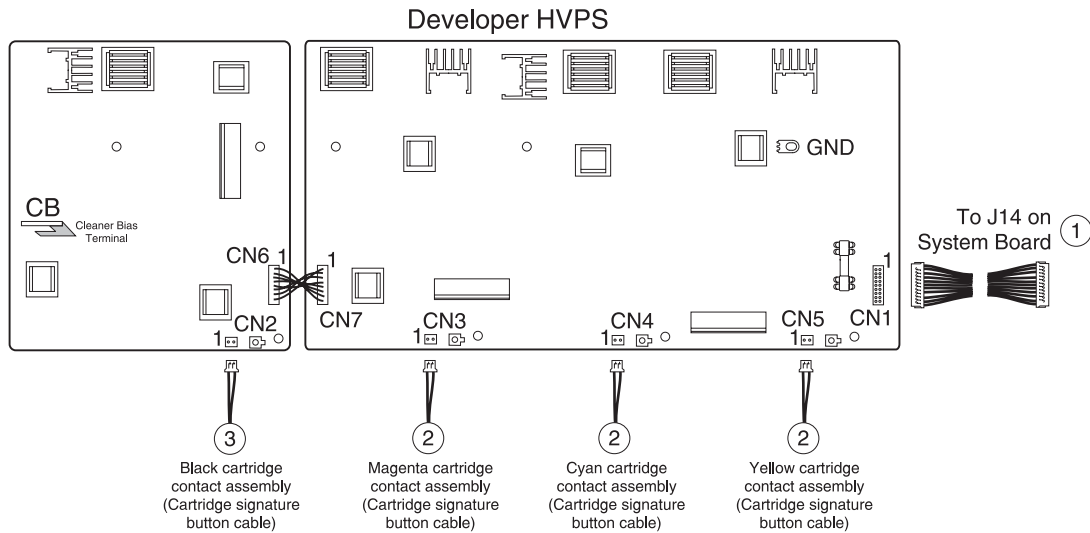 Developer HVPS
GND
CB
Cleaner Bias
Terminal
To J14 on
System Board
1
CN6 1
1
1
CN7
CN2
1
CN3
1
CN4
1
CN5
1
CN1
3
Black cartridge
contact assembly
(Cartridge signature
button cable)
2
Magenta cartridge
contact assembly
(Cartridge signature
button cable)
2
Cyan cartridge
contact assembly
(Cartridge signature
button cable)
2
Yellow cartridge
contact assembly
(Cartridge signature
button cable)